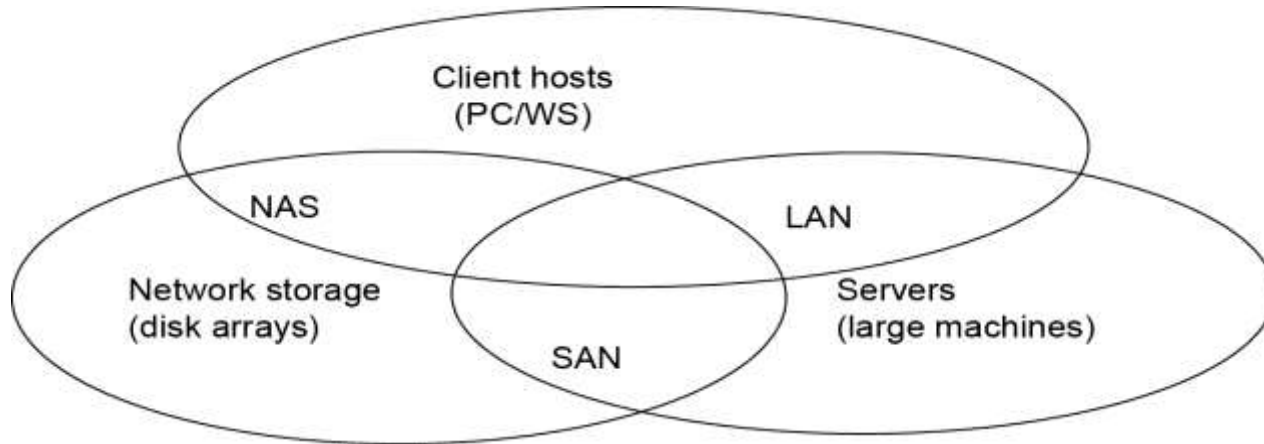 Client hosts
(PC/WS)
NAS
LAN
Network storage
(disk arrays)
Servers
(large machines)
SAN